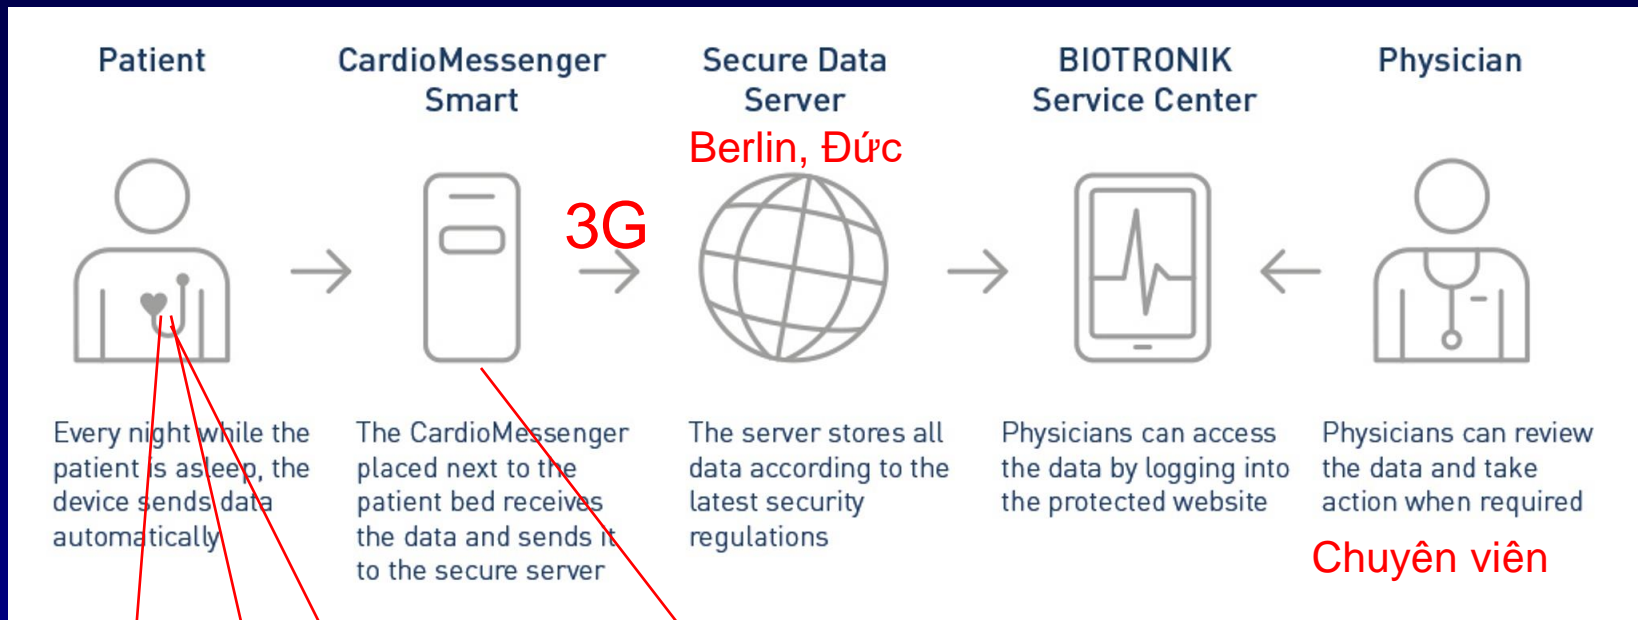 Patient
CardioMessenger
Smart
Secure Data
Server
Berlin, Đức
BIOTRONIK
Service Center
Physician
3G
Every night while the
patient is asleep, the
device sends data
automatically
The CardioMessenger
placed next to the
patient bed receives
the data and sends it
to the secure server
The server stores all
data according to the
latest security
regulations
Physicians can access
the data by logging into
the protected website
Physicians can review
the data and take
action when required
Chuyên viên